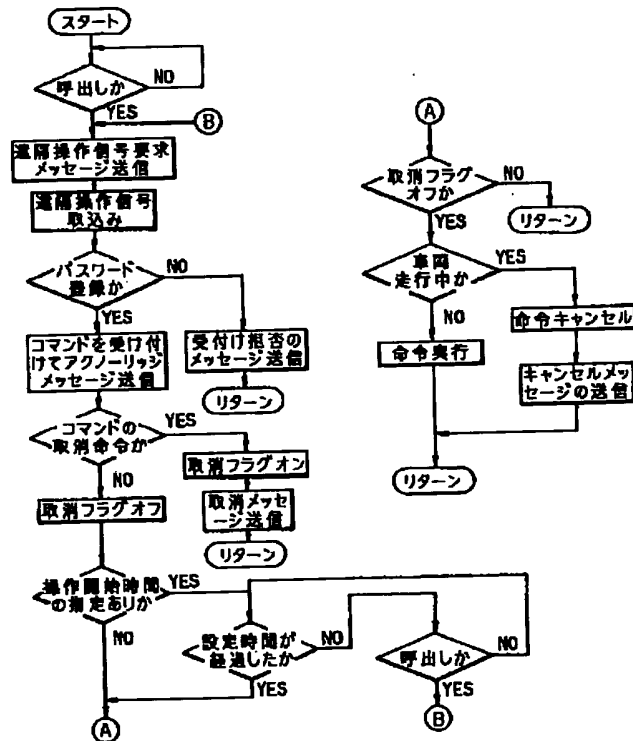 スタート
呼出しか
NO
YES
B
遠隔操作信号要求
メッセージ送信
遠隔操作信号
取込み
パスワード
登録か
NO
YES
コマンドを受け付
けてアクノーリッジ
メッセージ送信
受付け拒否の
メッセージ送信
リターン
コマンドの
取消命令か
YES
NO
取消フラグオン
取消フラグオフ
取消メッセ
ージ送信
リターン
操作開始時間
の指定ありか
YES
NO
設定時間が
経過したか
NO
YES
呼出しか
NO
YES
A
B
A
取消フラグ
オフか
NO
YES
リターン
車両
走行中か
YES
NO
命令キャンセル
命令実行
キャンセルメッ
セージの送信
リターン